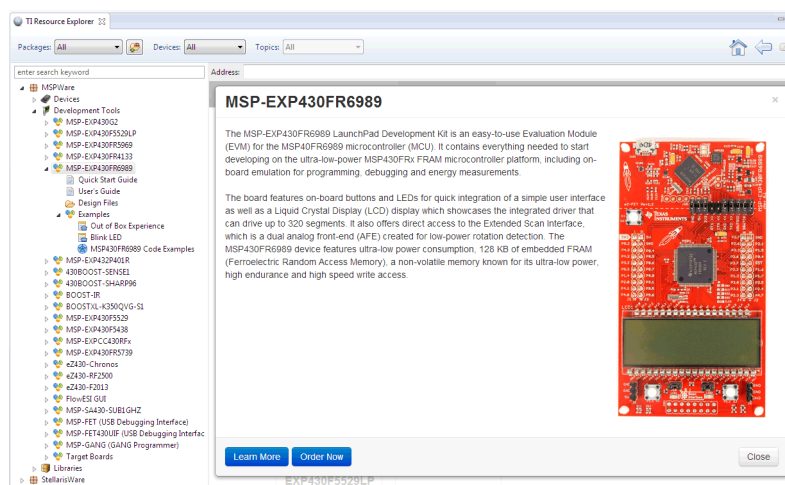 TI Resource Explorer
Packages: All Devices: All Topics: All
enter search keyword
Address:
MSPWare
Devices
Development Tools
MSP-EXP430G2
MSP-EXP430F5529LP
MSP-EXP430FR5969
MSP-EXP430FR4133
MSP-EXP430FR6989
Quick Start Guide
User's Guide
Design Files
Examples
Out of Box Experience
Blink LED
MSP430FR6989 Code Examples
MSP-EXP432P401R
430BOOST-SENSE1
430BOOST-SHARP96
BOOST-IR
BOOSTXL-K350QVG-S1
MSP-EXP430F5529
MSP-EXP430F5438
MSP-EXPCC430RFx
MSP-EXP430FR5739
eZ430-Chronos
eZ430-RF2500
eZ430-F2013
FlowESI GUI
MSP-SA430-SUB1GHZ
MSP-FET (USB Debugging Interface)
MSP-FET430UIF (USB Debugging Interfac
MSP-GANG (GANG Programmer)
Target Boards
Libraries
StellarisWare
MSP-EXP430FR6989
The MSP-EXP430FR6989 LaunchPad Development Kit is an easy-to-use Evaluation Module
(EVM) for the MSP40FR6989 microcontroller (MCU). It contains everything needed to start
developing on the ultra-low-power MSP430FRx FRAM microcontroller platform, including on-
board emulation for programming, debugging and energy measurements.
The board features on-board buttons and LEDs for quick integration of a simple user interface
as well as a Liquid Crystal Display (LCD) display which showcases the integrated driver that
can drive up to 320 segments. It also offers direct access to the Extended Scan Interface,
which is a dual analog front-end (AFE) created for low-power rotation detection. The
MSP430FR6989 device features ultra-low power consumption, 128 KB of embedded FRAM
(Ferroelectric Random Access Memory), a non-volatile memory known for its ultra-low power,
high endurance and high speed write access.
TEXAS
INSTRUMENTS
Learn More Order Now Close
EXP430F5529LP